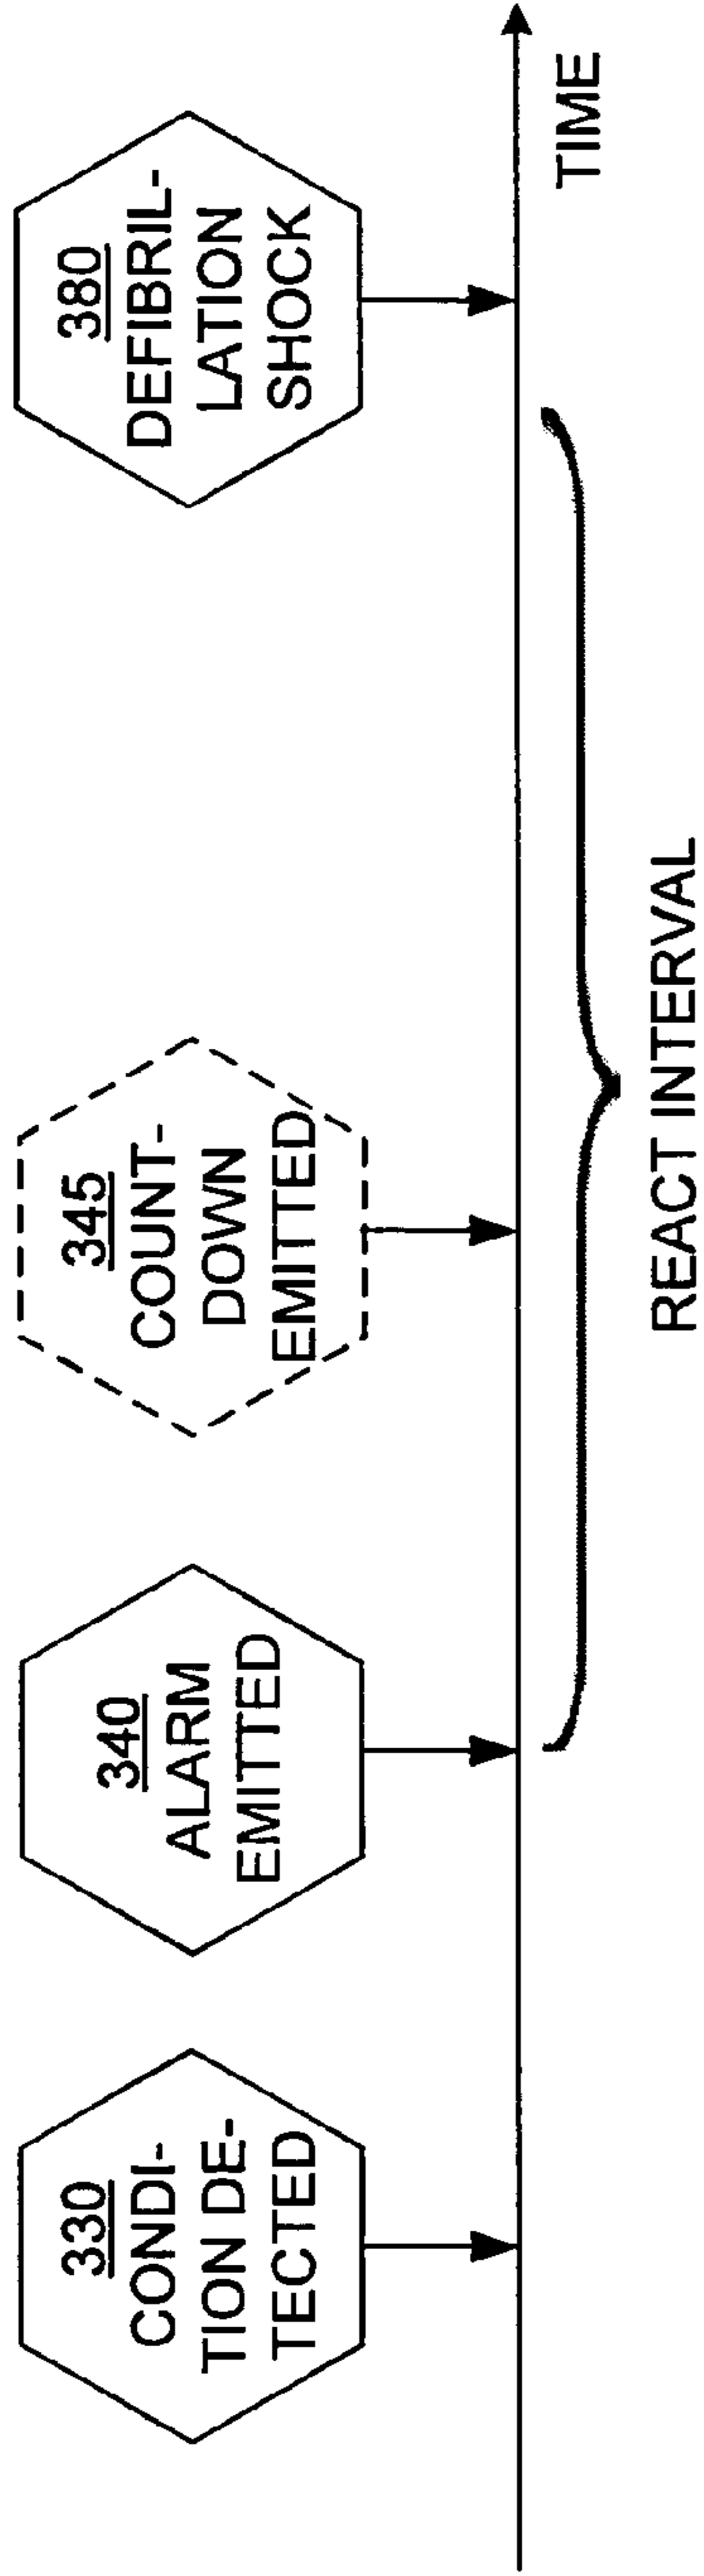 330
CONDI-
TION DE-
TECTED
340
ALARM
EMITTED
345
COUNT-
DOWN
EMITTED
380
DEFIBRIL-
LATION
SHOCK
TIME
REACT INTERVAL